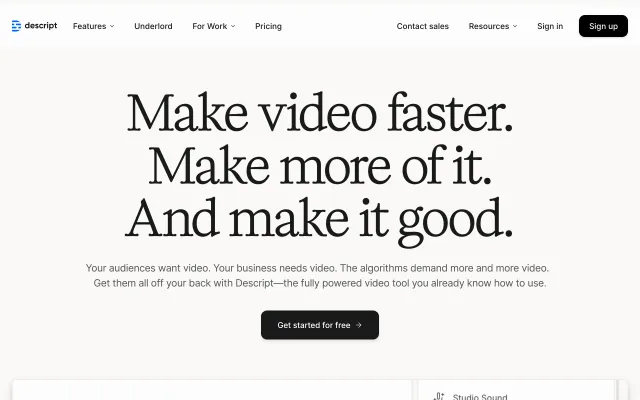 descript
Features
Underlord
For Work
Pricing
Contact sales
Resources
Sign in
Sign up
Make video faster.
Make more of it.
And make it good.
Your audiences want video. Your business needs video. The algorithms demand more and more video.
Get them all off your back with Descript—the fully powered video tool you already know how to use.
Get started for free →
Studio Sound